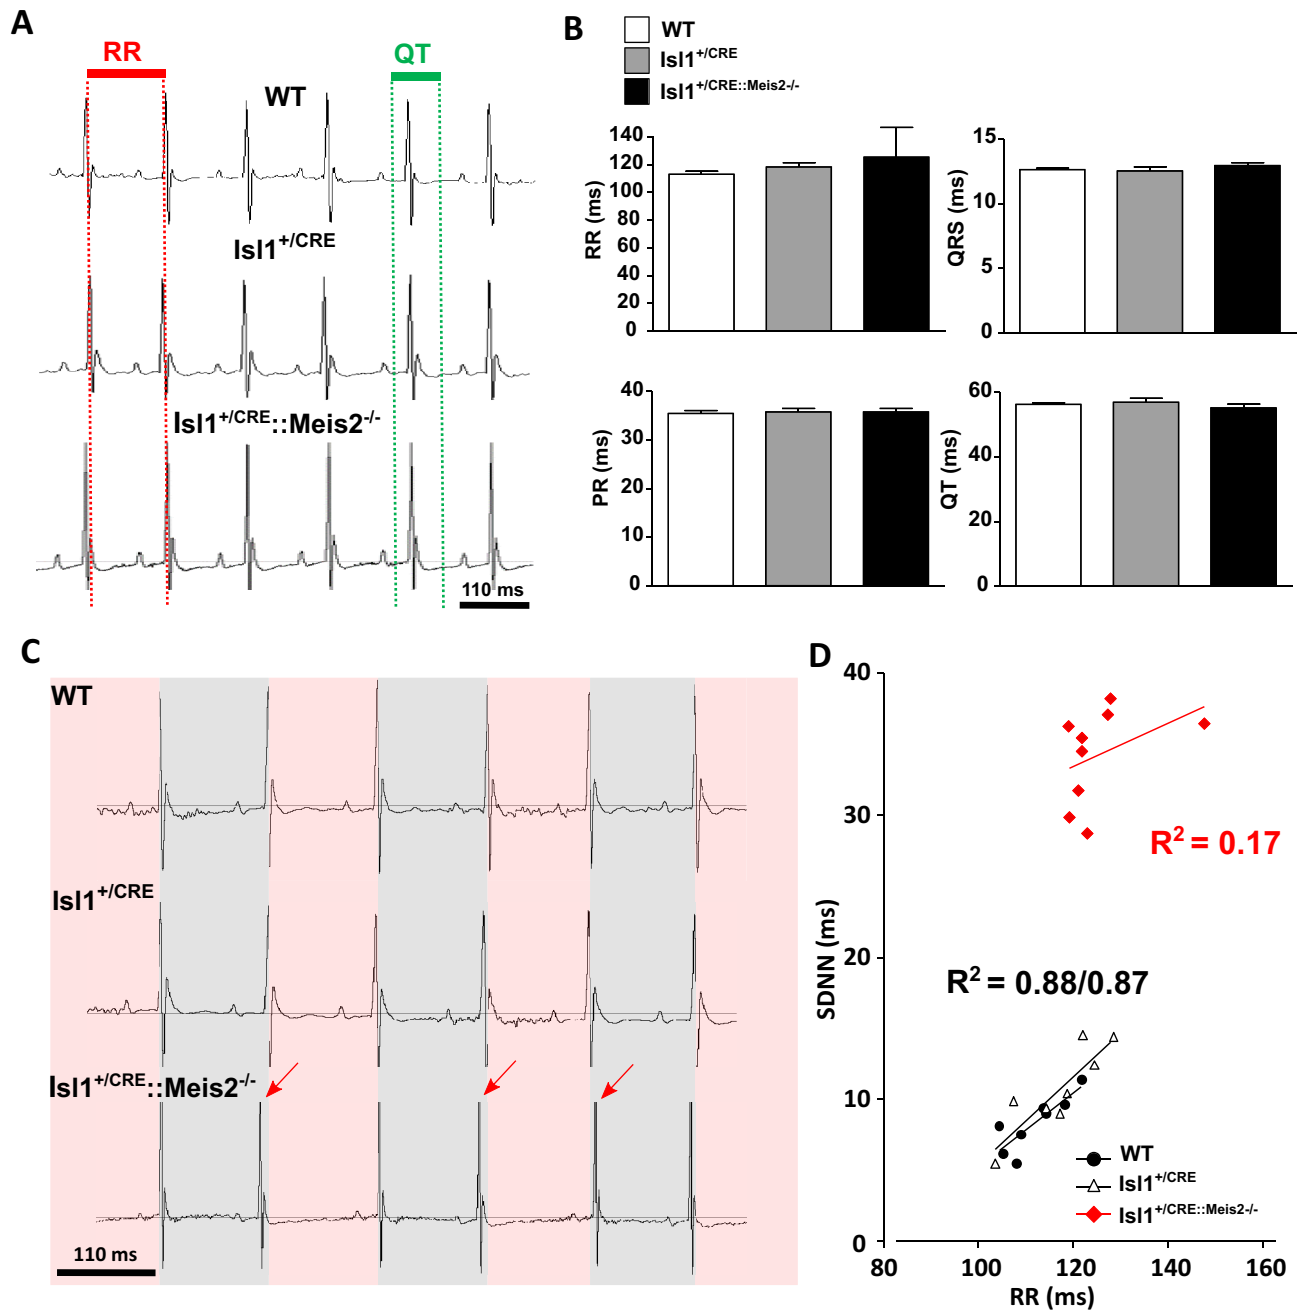 A
RR
QT
WT
Isl1+/CRE
Isl1+/CRE::Meis2-/-
110 ms
B
WT
Isl1+/CRE
Isl1+/CRE::Meis2-/-
RR (ms)
140
120
100
80
60
40
20
0
QRS (ms)
15
10
5
0
PR (ms)
40
30
20
10
0
QT (ms)
60
40
20
0
C
WT
Isl1+/CRE
Isl1+/CRE::Meis2-/-
110 ms
D
SDNN (ms)
40
30
20
10
0
R2 = 0.17
R2 = 0.88/0.87
WT
Isl1+/CRE
Isl1+/CRE::Meis2-/-
80 100 120 140 160
RR (ms)